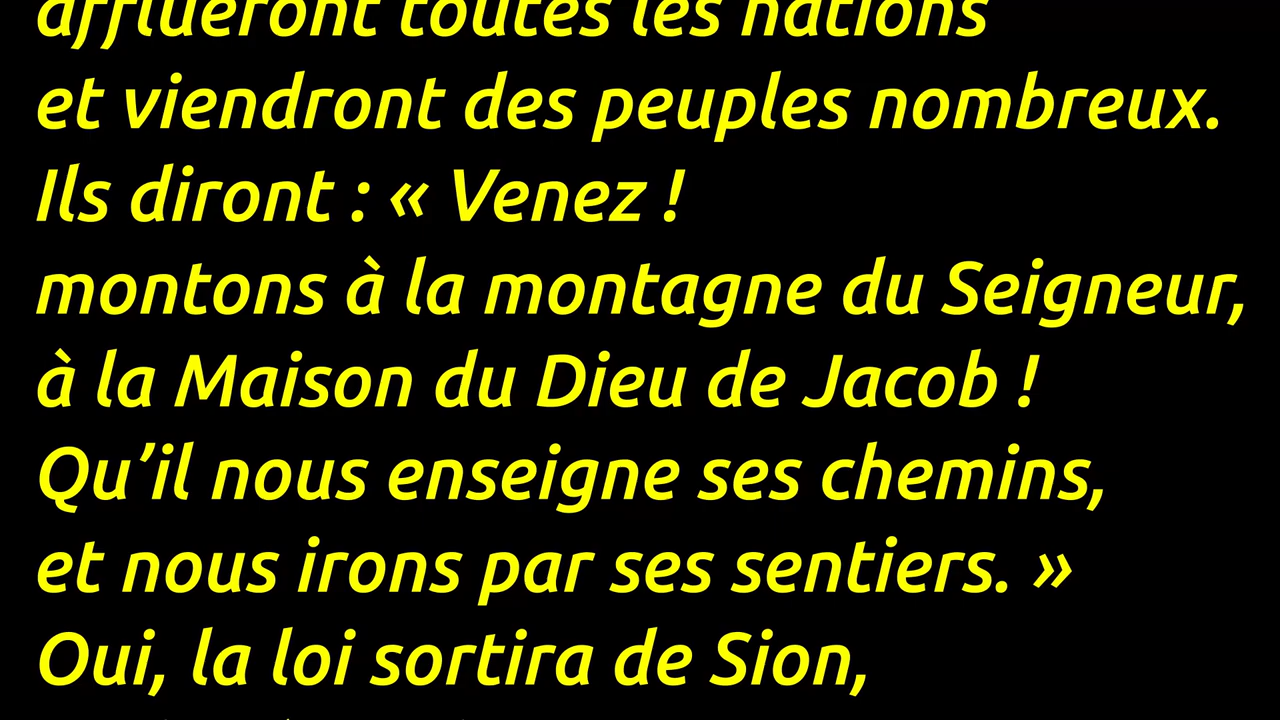 afflueront toutes les nations
et viendront des peuples nombreux.
Ils diront : « Venez !
montons à la montagne du Seigneur,
à la Maison du Dieu de Jacob !
Qu’il nous enseigne ses chemins,
et nous irons par ses sentiers. »
Oui, la loi sortira de Sion,